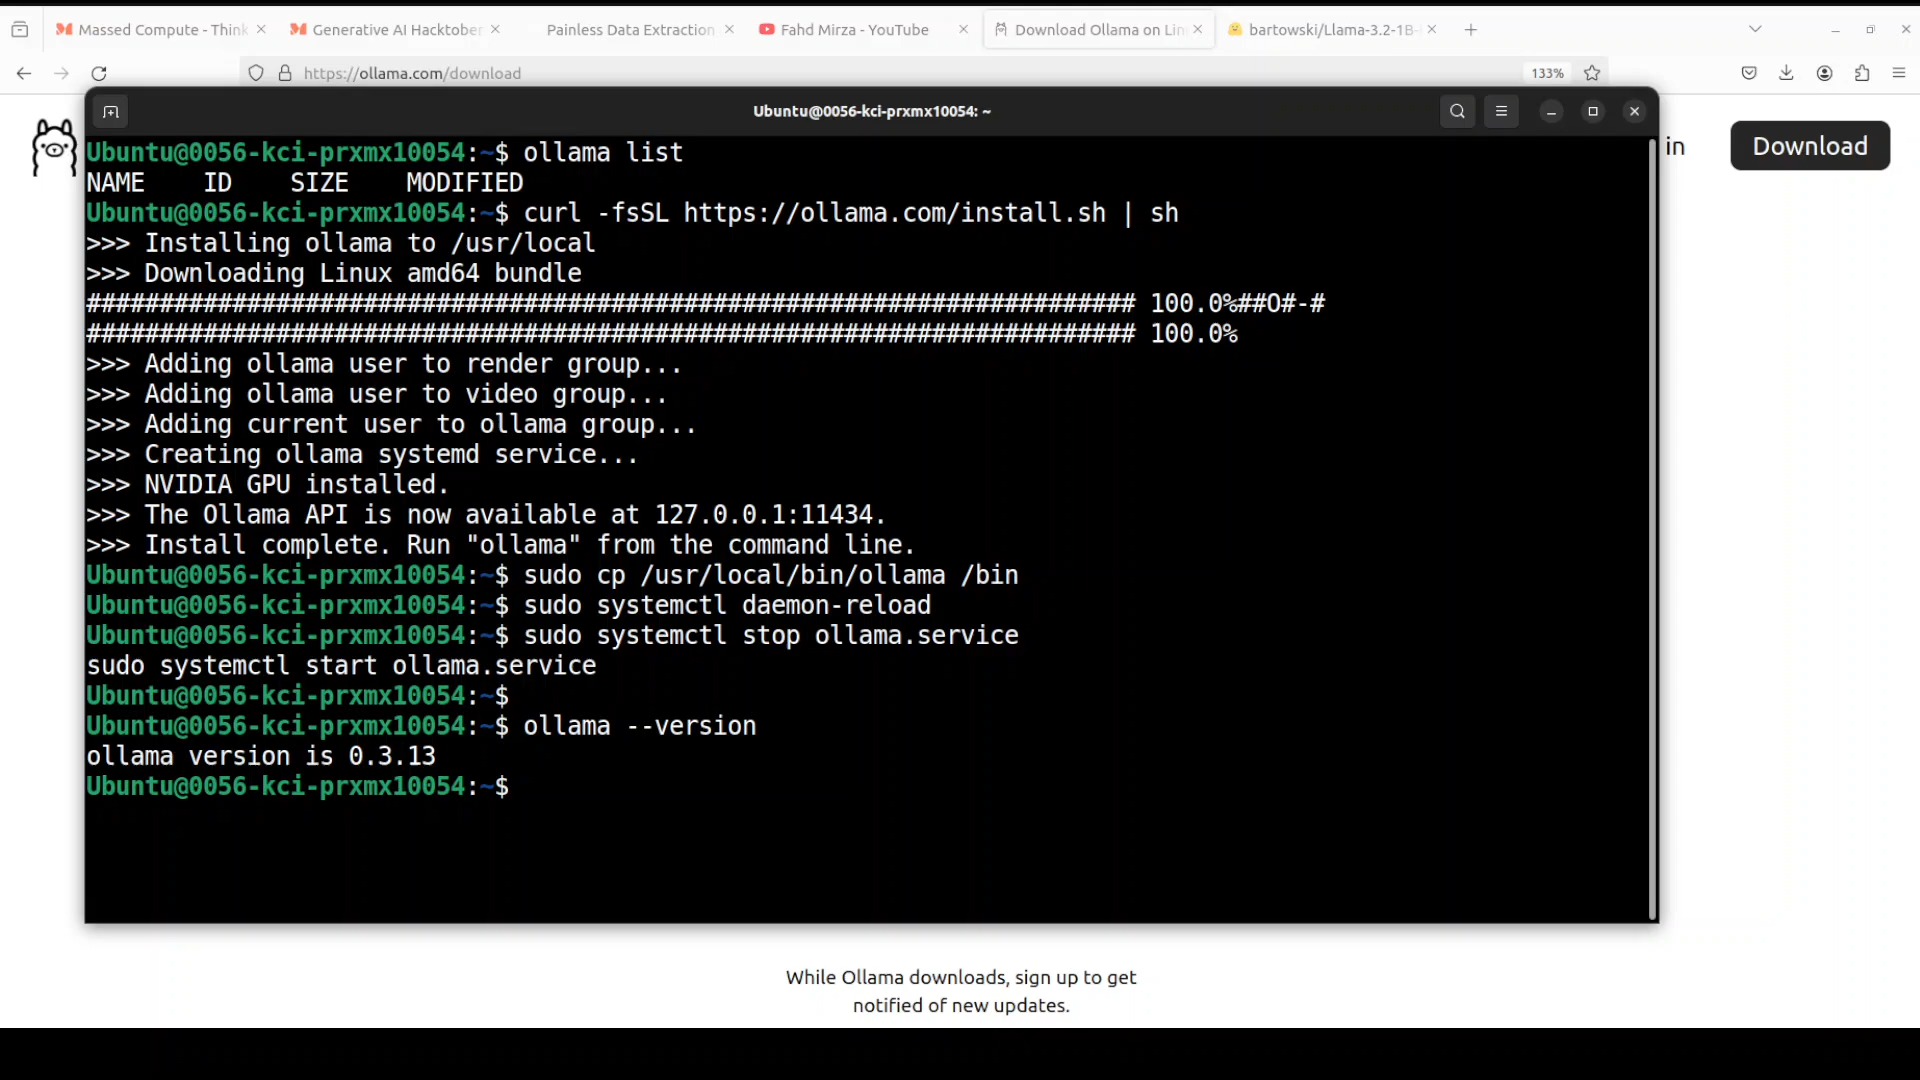 Massed Compute - Think
Generative AI Hacktober
Painless Data Extraction
Fahd Mirza - YouTube
Download Ollama on Lin
bartowski/Llama-3.2-1B-
https://ollama.com/download
133%
Ubuntu@0056-kci-prxmx10054: ~
in
Download
Ubuntu@0056-kci-prxmx10054:~$ ollama list
NAME    ID    SIZE    MODIFIED
Ubuntu@0056-kci-prxmx10054:~$ curl -fsSL https://ollama.com/install.sh | sh
>>> Installing ollama to /usr/local
>>> Downloading Linux amd64 bundle
######################################################################## 100.0%##O#-#
######################################################################## 100.0%
>>> Adding ollama user to render group...
>>> Adding ollama user to video group...
>>> Adding current user to ollama group...
>>> Creating ollama systemd service...
>>> NVIDIA GPU installed.
>>> The Ollama API is now available at 127.0.0.1:11434.
>>> Install complete. Run "ollama" from the command line.
Ubuntu@0056-kci-prxmx10054:~$ sudo cp /usr/local/bin/ollama /bin
Ubuntu@0056-kci-prxmx10054:~$ sudo systemctl daemon-reload
Ubuntu@0056-kci-prxmx10054:~$ sudo systemctl stop ollama.service
sudo systemctl start ollama.service
Ubuntu@0056-kci-prxmx10054:~$
Ubuntu@0056-kci-prxmx10054:~$ ollama --version
ollama version is 0.3.13
Ubuntu@0056-kci-prxmx10054:~$
While Ollama downloads, sign up to get
notified of new updates.